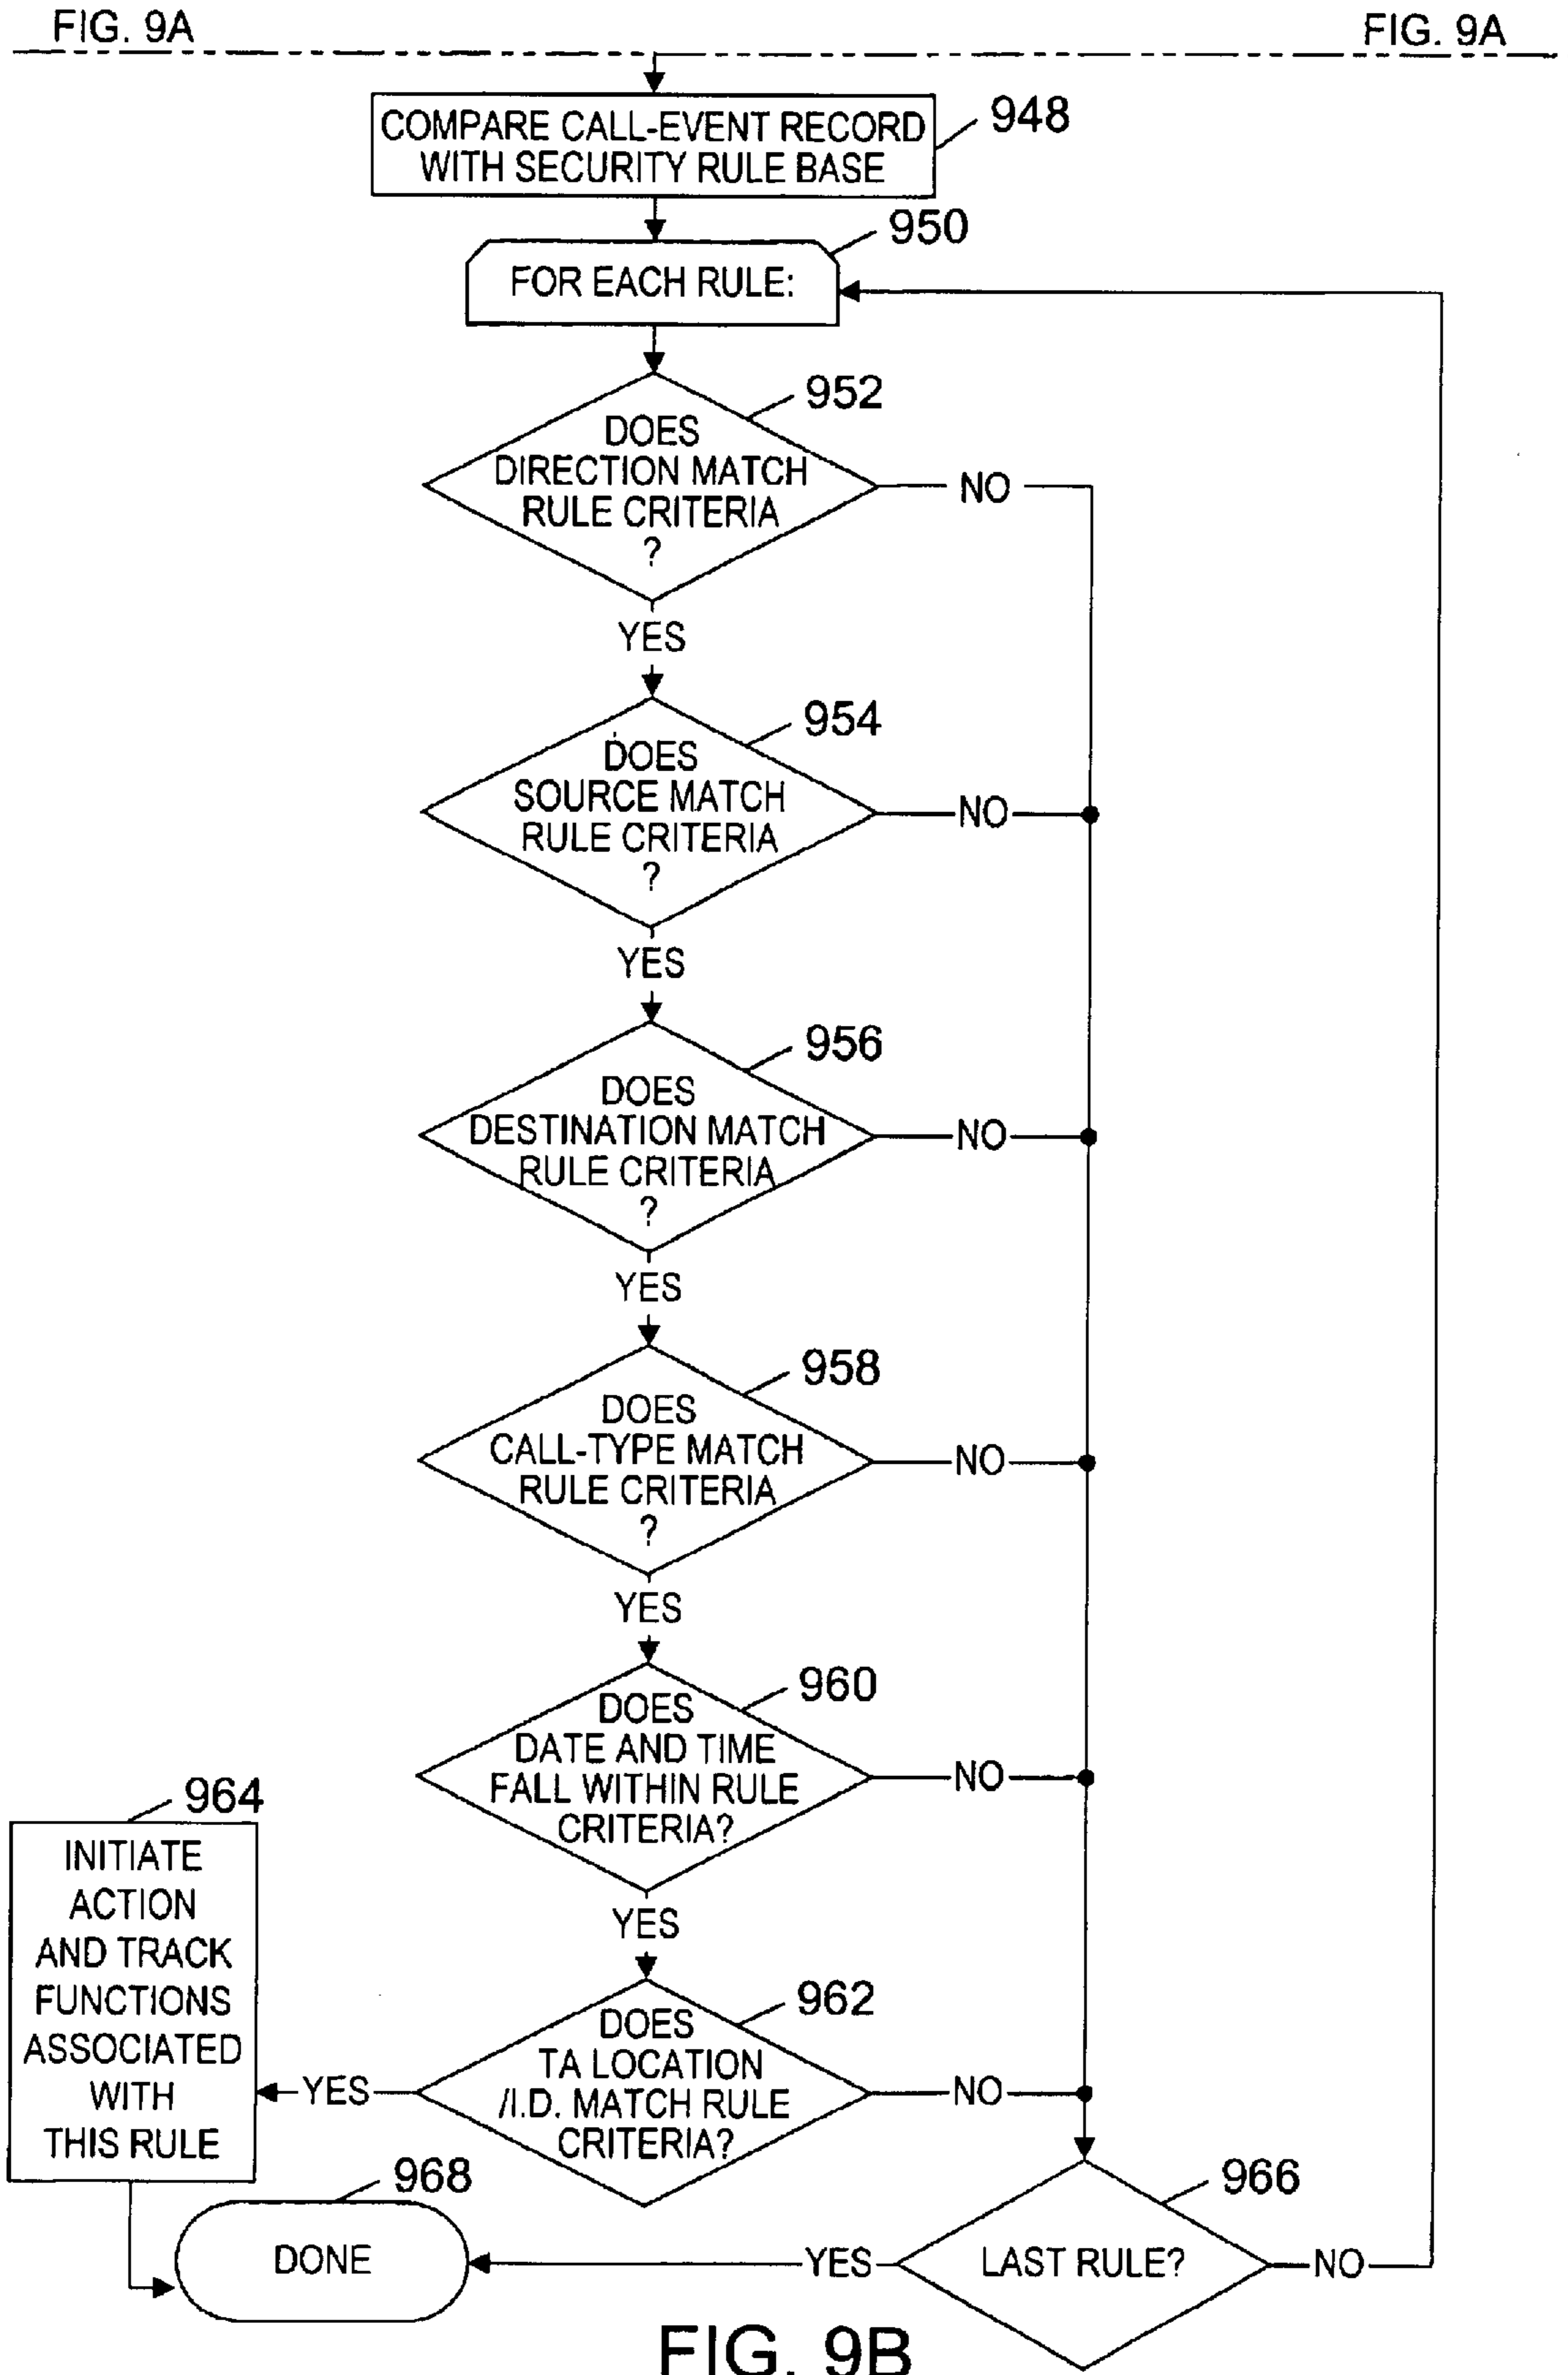 FIG. 9A
FIG. 9A
COMPARE CALL-EVENT RECORD
WITH SECURITY RULE BASE
948
950
FOR EACH RULE:
952
DOES
DIRECTION MATCH
RULE CRITERIA
?
NO
YES
954
DOES
SOURCE MATCH
RULE CRITERIA
?
NO
YES
956
DOES
DESTINATION MATCH
RULE CRITERIA
?
NO
YES
958
DOES
CALL-TYPE MATCH
RULE CRITERIA
?
NO
YES
960
DOES
DATE AND TIME
FALL WITHIN RULE
CRITERIA?
NO
YES
962
DOES
TA LOCATION
/I.D. MATCH RULE
CRITERIA?
NO
YES
964
INITIATE
ACTION
AND TRACK
FUNCTIONS
ASSOCIATED
WITH
THIS RULE
966
LAST RULE?
NO
YES
968
DONE
FIG. 9B